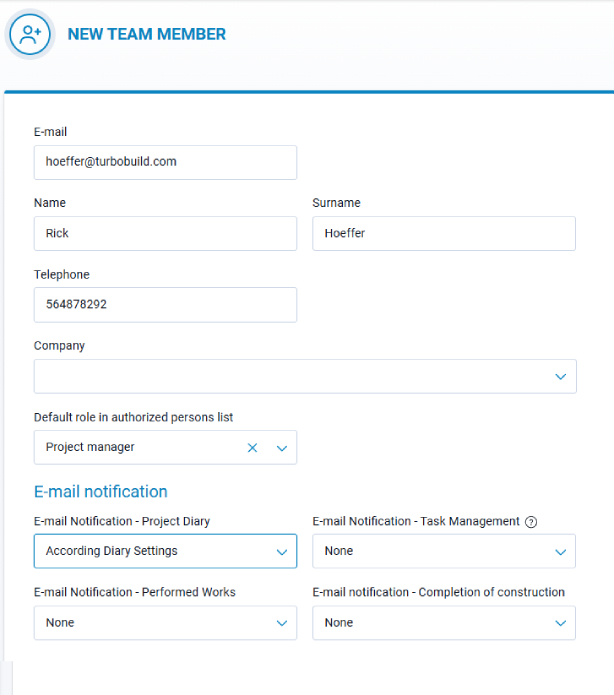 NEW TEAM MEMBER
E-mail
hoeffer@turbobuild.com
Name
Surname
Rick
Hoeffer
Telephone
564878292
Company
Default role in authorized persons list
Project manager
E-mail notification
E-mail Notification - Project Diary
E-mail Notification - Task Management ?
According Diary Settings
None
E-mail Notification - Performed Works
E-mail notification - Completion of construction
None
None